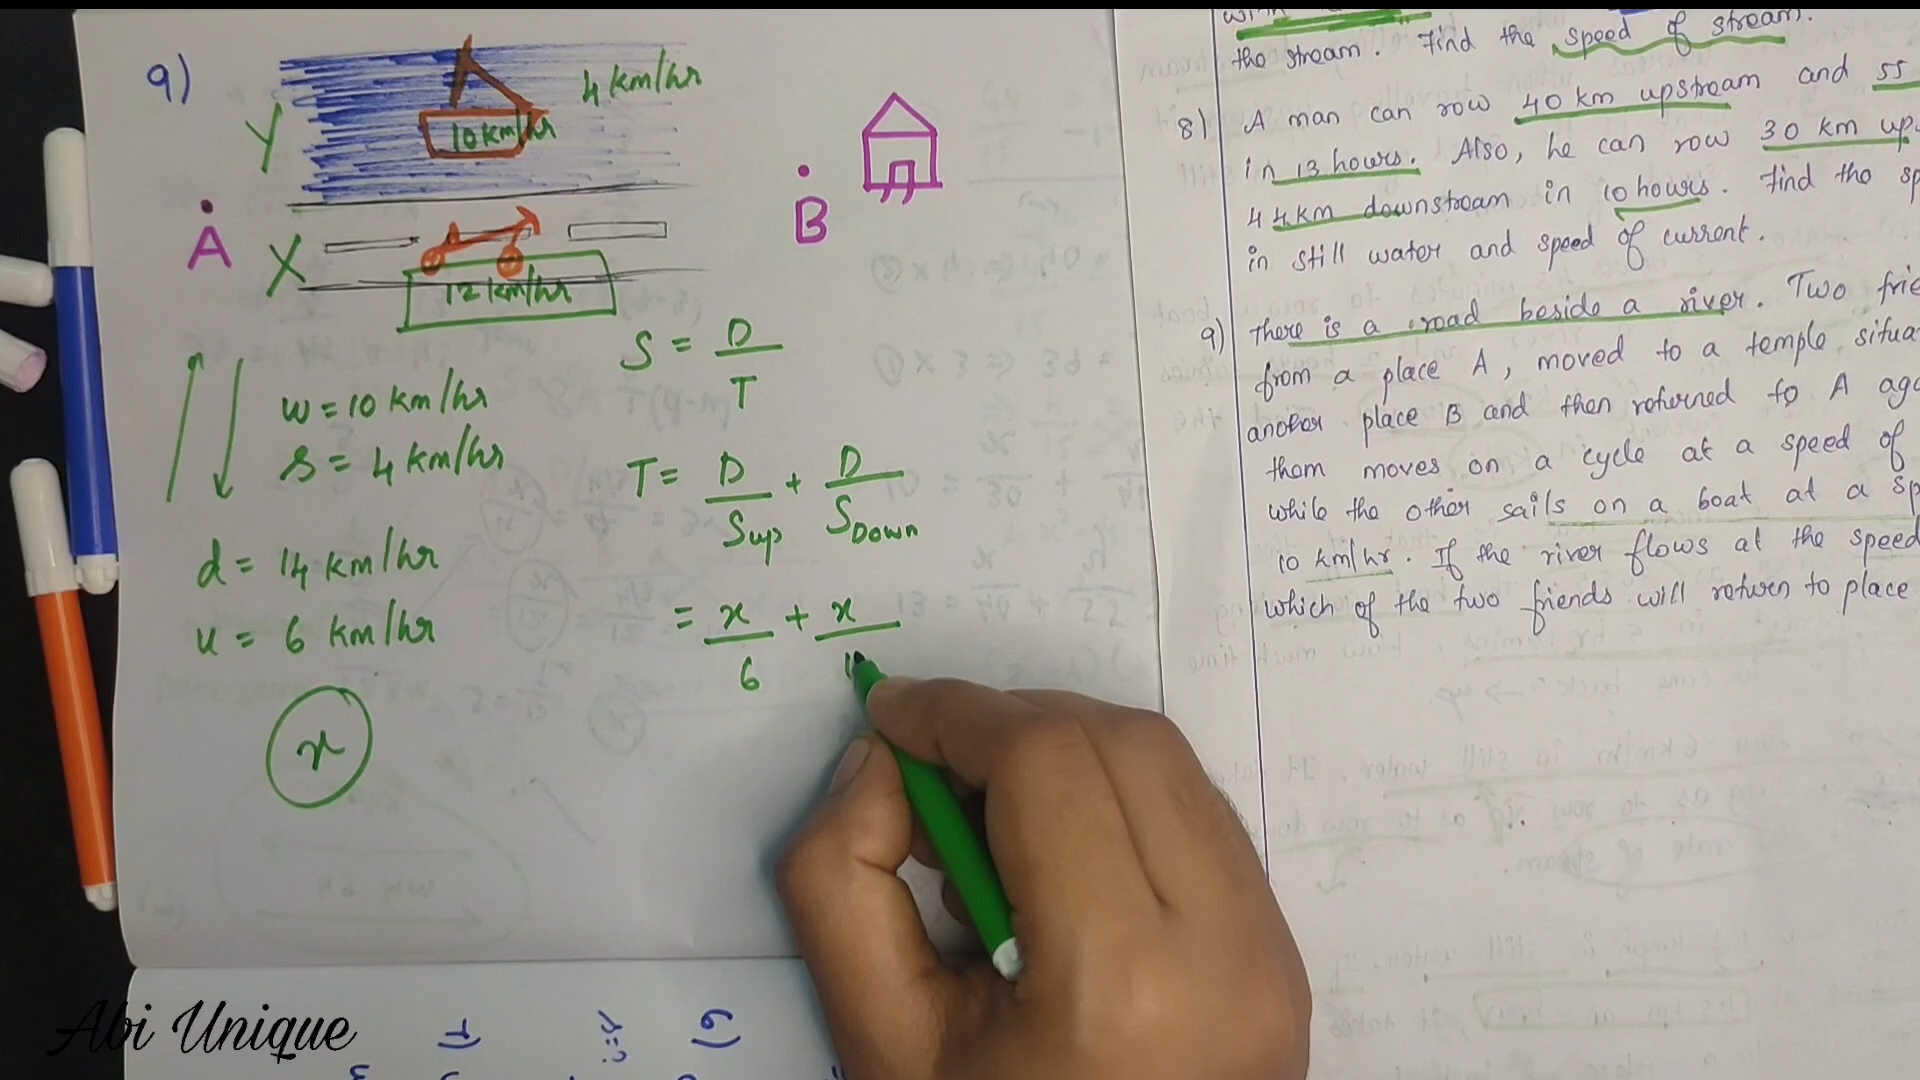 9)
4 km/hr
Y
10 km/hr
A
B
X
12 km/hr
S = D/T
w = 10 km/hr
s = 4 km/hr
T = D/Sup + D/SDown
d = 14 km/hr
u = 6 km/hr
= x/6 + x/
x
the stream. Find the speed of stream.
8) A man can row 40 km upstream and 55
in 13 hours. Also, he can row 30 km up
44km downstream in 10 hours. Find the sp
in still water and speed of current.
9) there is a road beside a river. Two frie
from a place A, moved to a temple, situa
place B and then returned to A aga
them moves on a cycle at a speed of
while the other sails on a boat at a sp
10 km/hr. If the river flows at the speed
which of the two friends will return to place
Abi Unique
6)